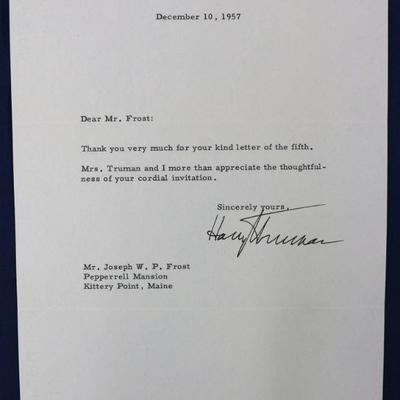 December 10, 1957
Dear Mr. Frost:
Thank you very much for your kind letter of the fifth.
Mrs. Truman and I more than appreciate the thoughtful-
ness of your cordial invitation.
Sincerely yours,
Harry Truman
Mr. Joseph W. P. Frost
Pepperrell Mansion
Kittery Point, Maine